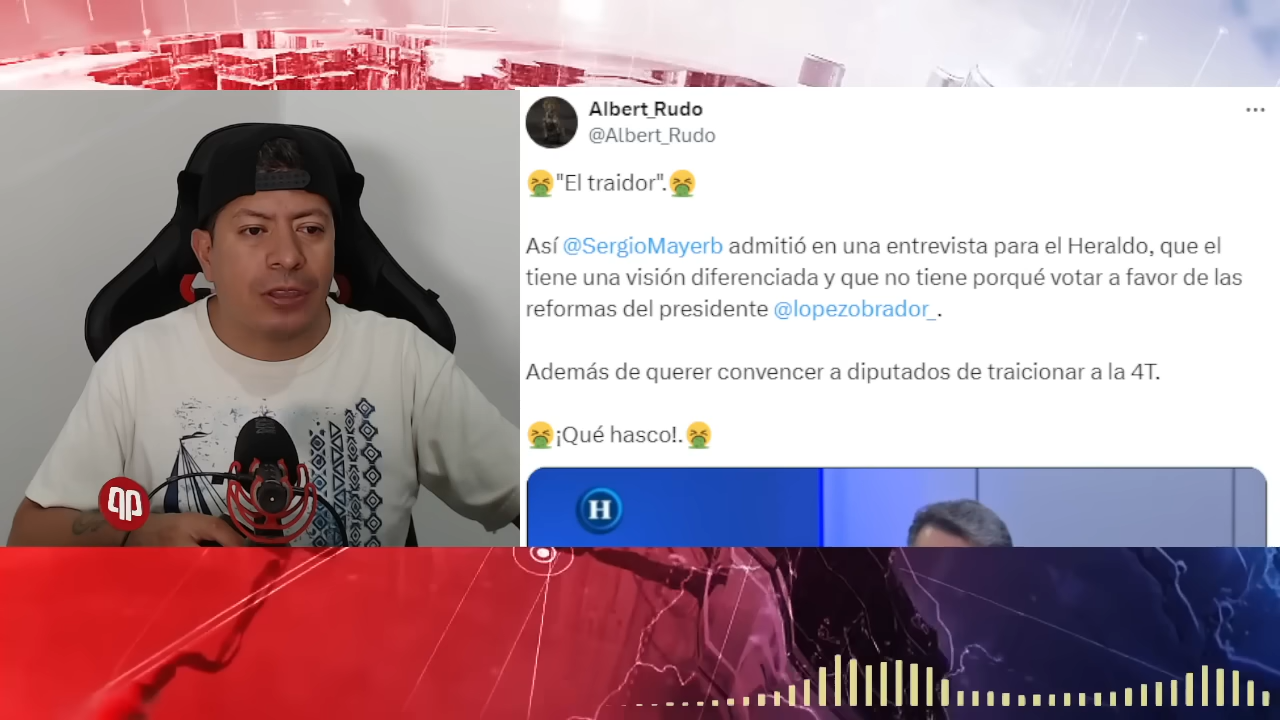 Albert_Rudo
@Albert_Rudo
🤮"El traidor".🤮
Así @SergioMayerb admitió en una entrevista para el Heraldo, que el
tiene una visión diferenciada y que no tiene porqué votar a favor de las
reformas del presidente @lopezobrador_.
Además de querer convencer a diputados de traicionar a la 4T.
🤮¡Qué hasco!.🤮
H